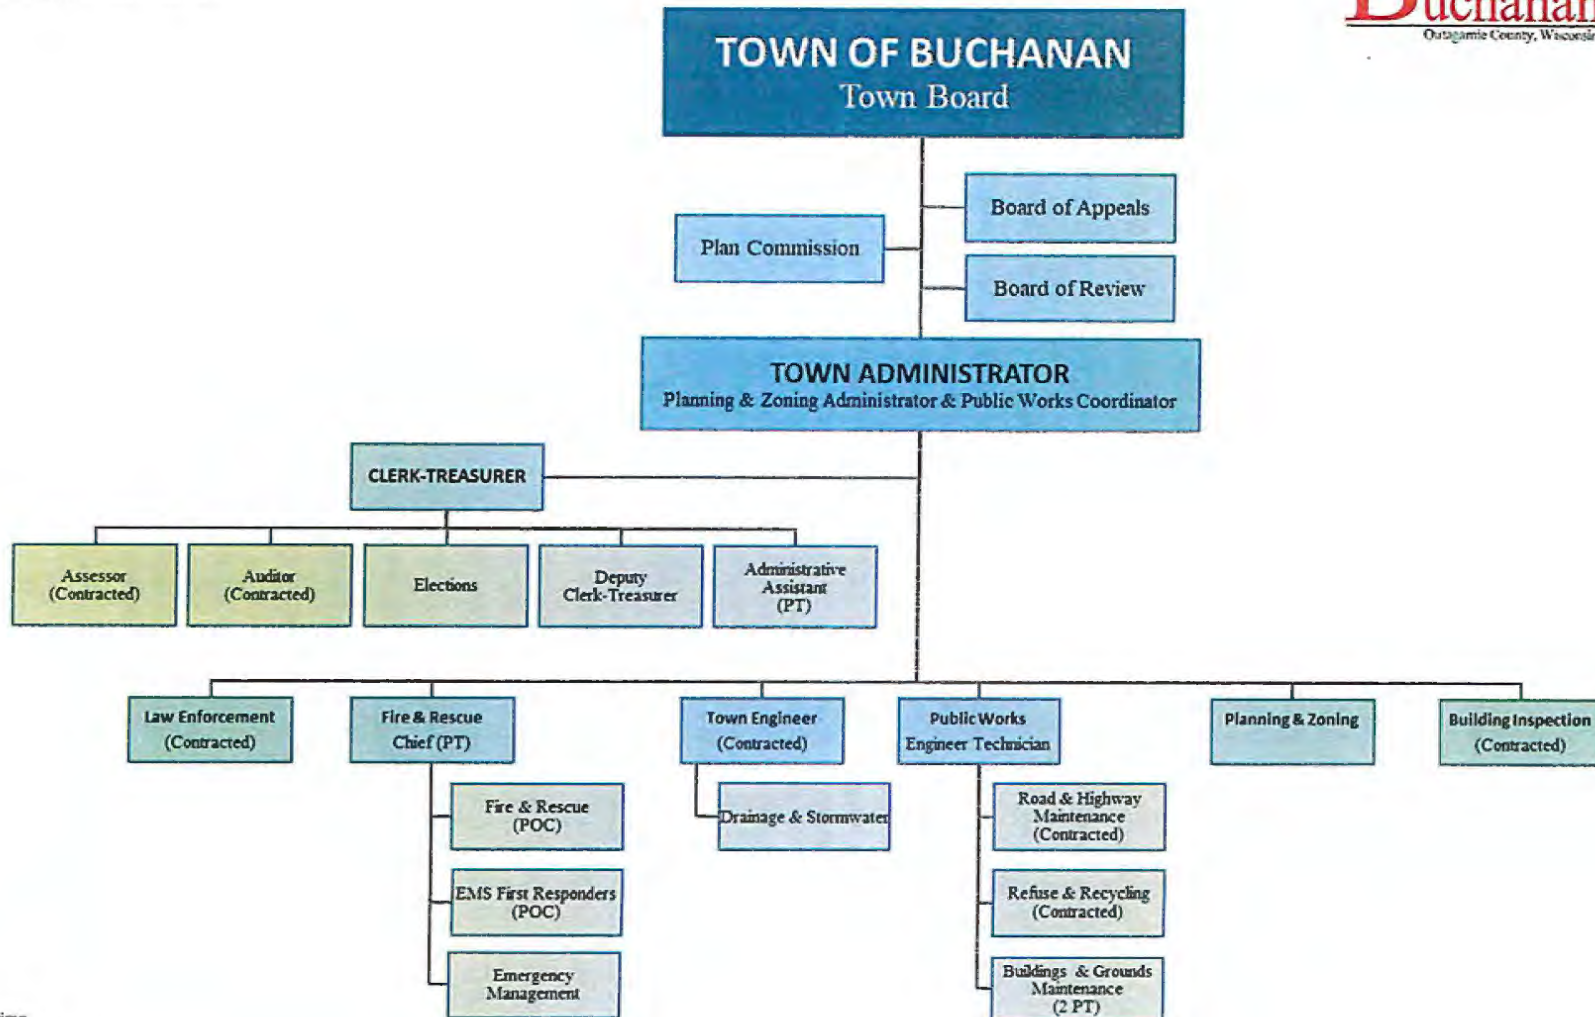 Buchanan
Outagamie County, Wisconsin
TOWN OF BUCHANAN
Town Board
Board of Appeals
Plan Commission
Board of Review
TOWN ADMINISTRATOR
Planning & Zoning Administrator & Public Works Coordinator
CLERK-TREASURER
Assessor
(Contracted)
Auditor
(Contracted)
Elections
Deputy
Clerk-Treasurer
Administrative
Assistant
(PT)
Law Enforcement
(Contracted)
Fire & Rescue
Chief (PT)
Town Engineer
(Contracted)
Public Works
Engineer Technician
Planning & Zoning
Building Inspection
(Contracted)
Fire & Rescue
(POC)
EMS First Responders
(POC)
Emergency
Management
Drainage & Stormwater
Road & Highway
Maintenance
(Contracted)
Refuse & Recycling
(Contracted)
Buildings & Grounds
Maintenance
(2 PT)